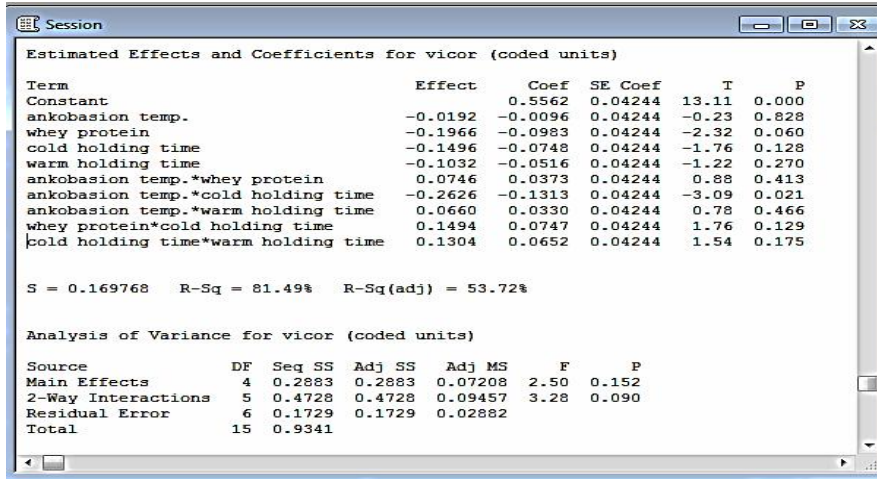 Session
Estimated Effects and Coefficients for vicor (coded units)
Term Effect Coef SE Coef T P
Constant 0.5562 0.04244 13.11 0.000
ankobasion temp. -0.0192 -0.0096 0.04244 -0.23 0.828
whey protein -0.1966 -0.0983 0.04244 -2.32 0.060
cold holding time -0.1496 -0.0748 0.04244 -1.76 0.128
warm holding time -0.1032 -0.0516 0.04244 -1.22 0.270
ankobasion temp.*whey protein 0.0746 0.0373 0.04244 0.88 0.413
ankobasion temp.*cold holding time -0.2626 -0.1313 0.04244 -3.09 0.021
ankobasion temp.*warm holding time 0.0660 0.0330 0.04244 0.78 0.466
whey protein*cold holding time 0.1494 0.0747 0.04244 1.76 0.129
cold holding time*warm holding time 0.1304 0.0652 0.04244 1.54 0.175
S = 0.169768 R-Sq = 81.49% R-Sq(adj) = 53.72%
Analysis of Variance for vicor (coded units)
Source DF Seq SS Adj SS Adj MS F P
Main Effects 4 0.2883 0.2883 0.07208 2.50 0.152
2-Way Interactions 5 0.4728 0.4728 0.09457 3.28 0.090
Residual Error 6 0.1729 0.1729 0.02882
Total 15 0.9341